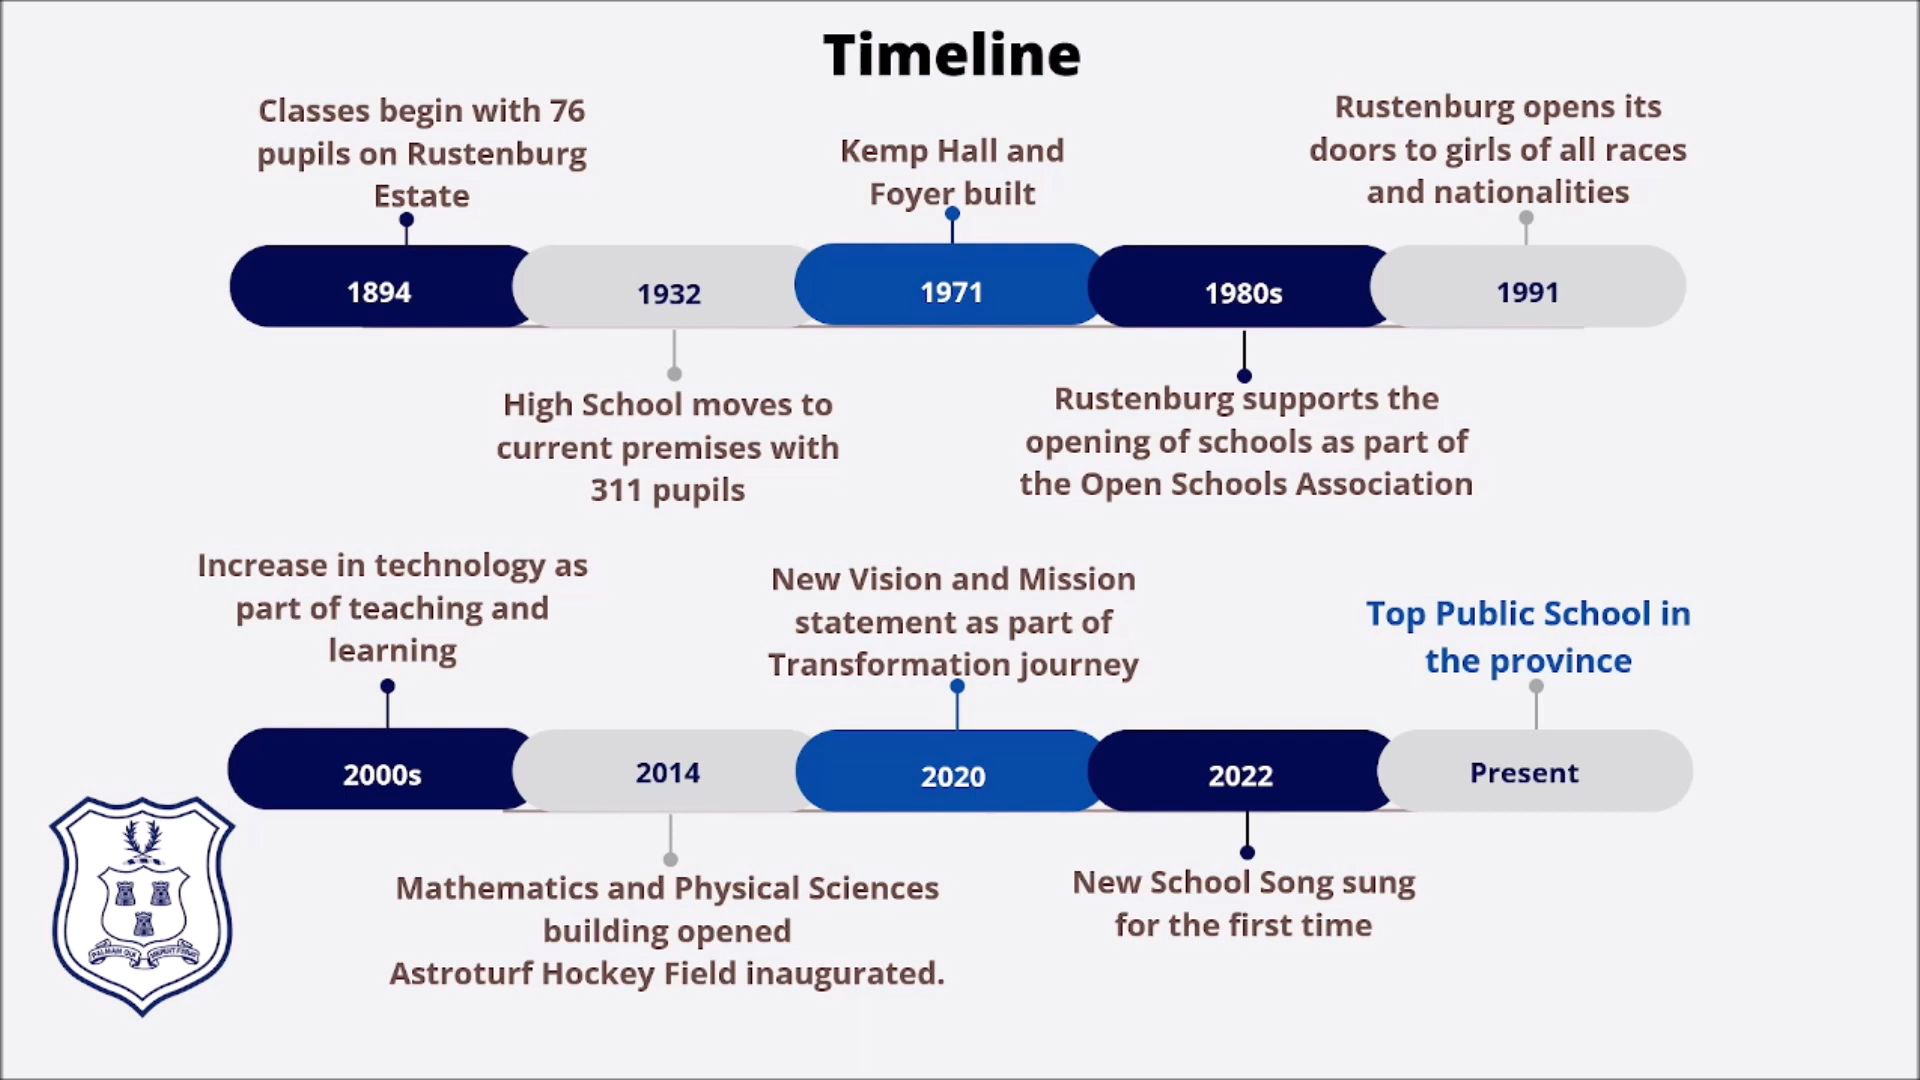 Timeline
Classes begin with 76
pupils on Rustenburg
Estate
Kemp Hall and
Foyer built
Rustenburg opens its
doors to girls of all races
and nationalities
1894
1932
1971
1980s
1991
High School moves to
current premises with
311 pupils
Rustenburg supports the
opening of schools as part of
the Open Schools Association
Increase in technology as
part of teaching and
learning
New Vision and Mission
statement as part of
Transformation journey
Top Public School in
the province
2000s
2014
2020
2022
Present
Mathematics and Physical Sciences
building opened
Astroturf Hockey Field inaugurated.
New School Song sung
for the first time
PALMAM QUI